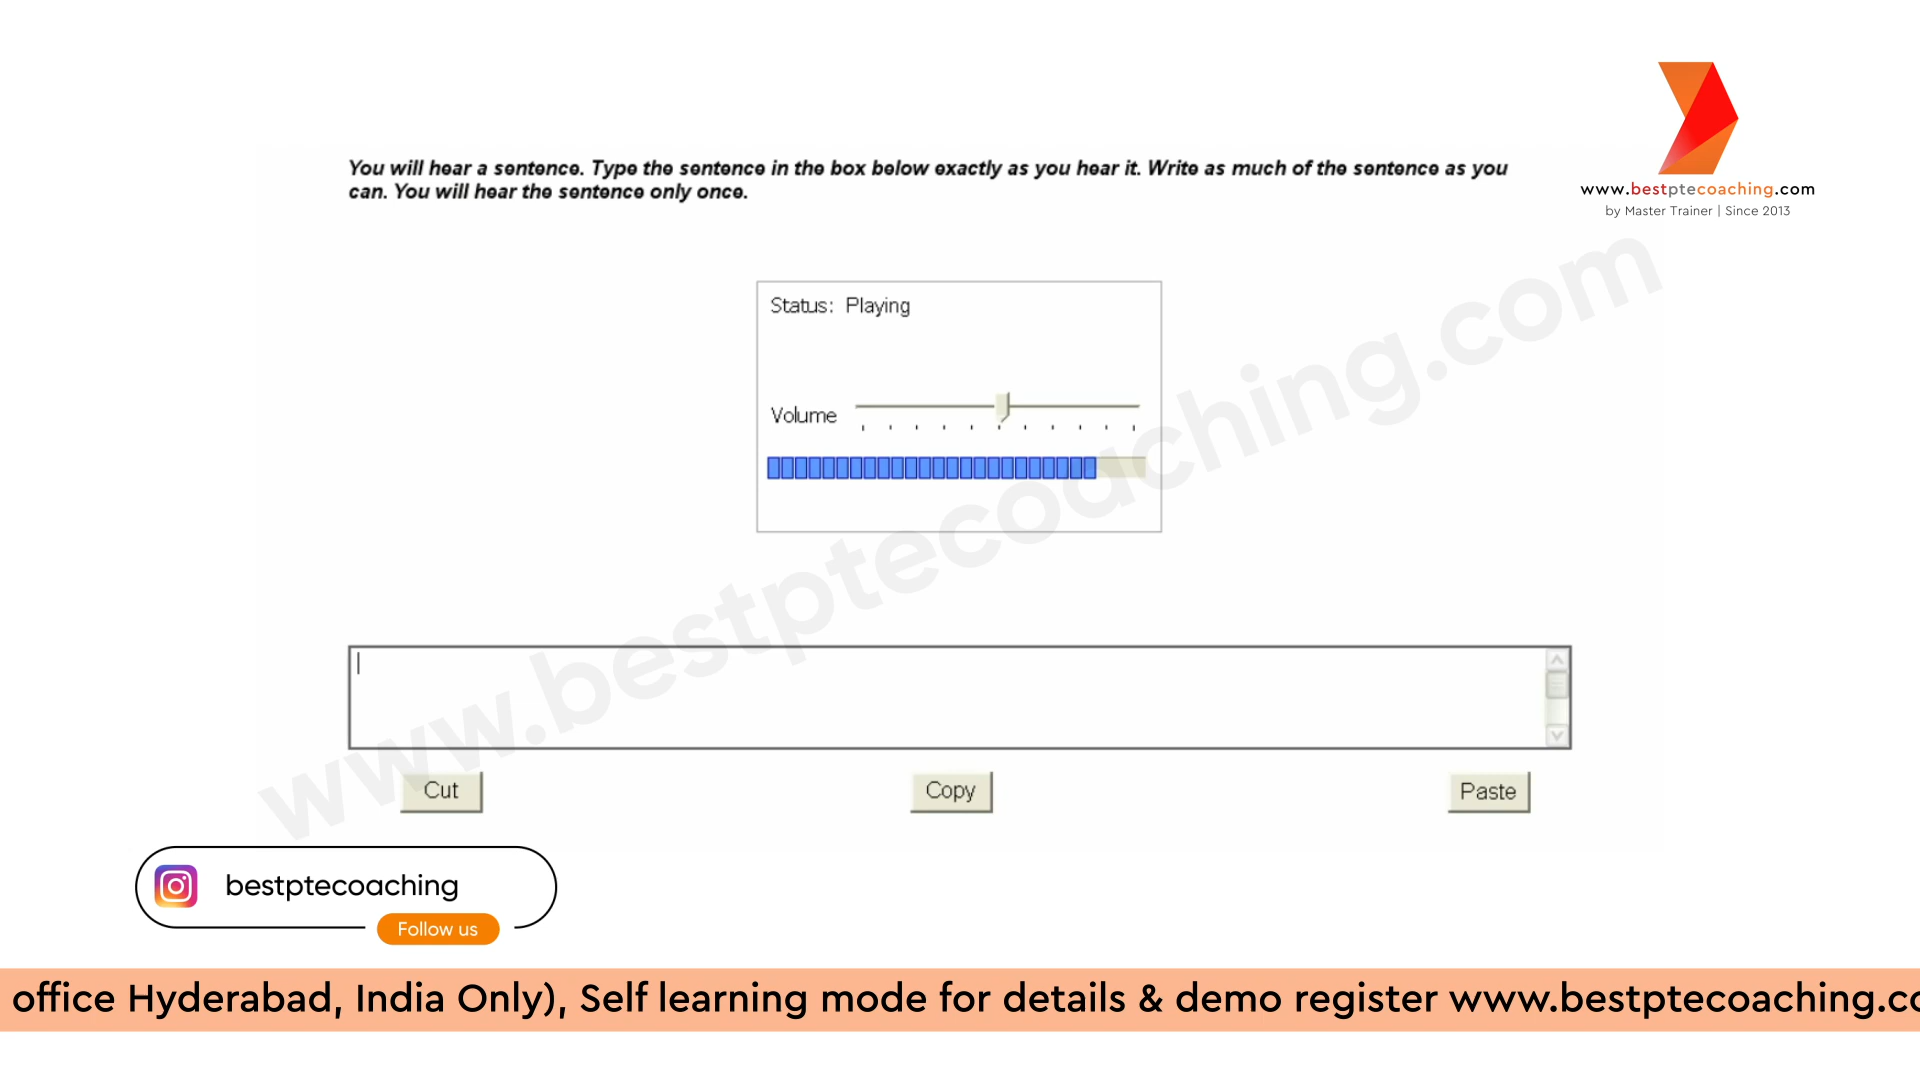 You will hear a sentence. Type the sentence in the box below exactly as you hear it. Write as much of the sentence as you
can. You will hear the sentence only once.
www.bestptecoaching.com
by Master Trainer | Since 2013
Status: Playing
Volume
www.bestptecoaching.com
Cut
Copy
Paste
bestptecoaching
Follow us
office Hyderabad, India Only), Self learning mode for details & demo register www.bestptecoaching.co